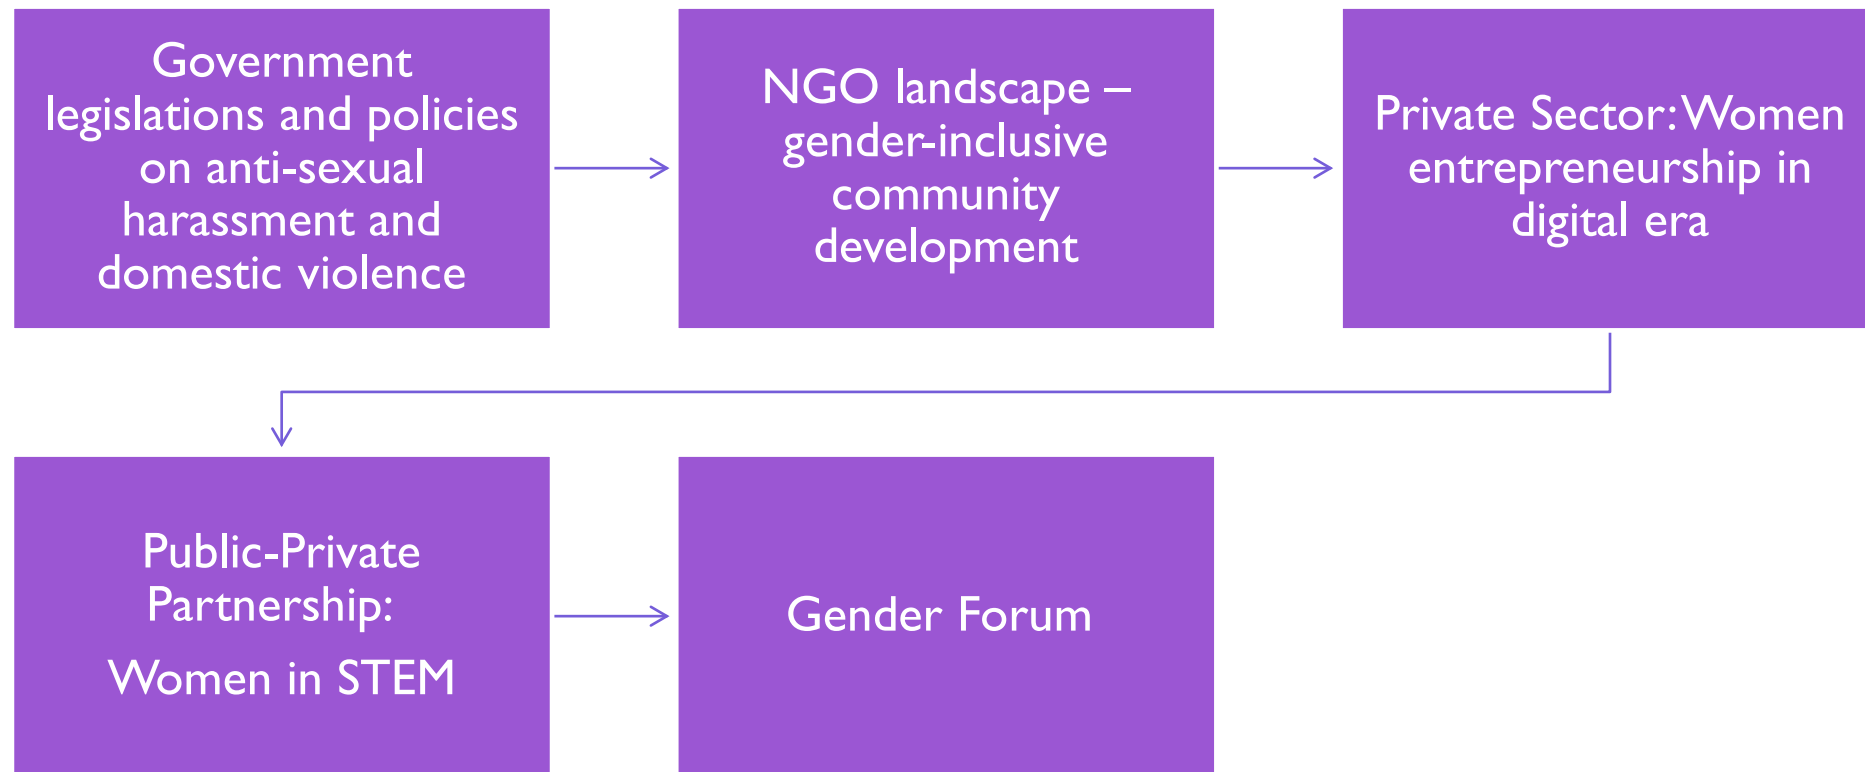 Government
legislations and policies
on anti-sexual
harassment and
domestic violence
NGO landscape –
gender-inclusive
community
development
Private Sector: Women
entrepreneurship in
digital era
Public-Private
Partnership:
Women in STEM
Gender Forum